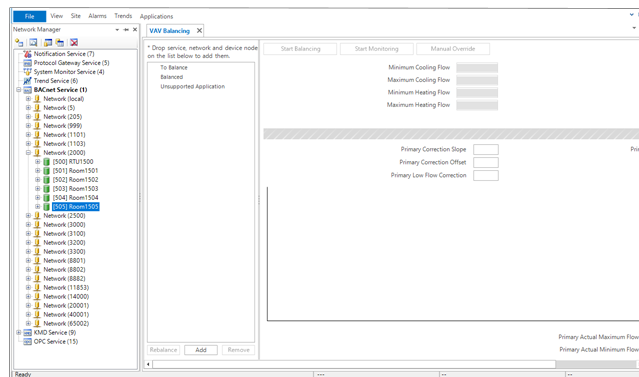 File View Site Alarms Trends Applications
Network Manager
VAV Balancing
Notification Service (7)
Protocol Gateway Service (5)
System Monitor Service (4)
Trend Service (6)
BACnet Service (1)
Network (local)
Network (5)
Network (205)
Network (999)
Network (1101)
Network (1103)
Network (2000)
[500] RTU1500
[501] Room1501
[502] Room1502
[503] Room1503
[504] Room1504
[505] Room1505
Network (2500)
Network (3000)
Network (3100)
Network (3200)
Network (3300)
Network (8801)
Network (8802)
Network (8882)
Network (11853)
Network (14000)
Network (20001)
Network (40001)
Network (65002)
KMD Service (9)
OPC Service (15)
* Drop service, network and device node
on the list below to add them.
To Balance
Balanced
Unsupported Application
Rebalance Add Remove
Start Balancing Start Monitoring Manual Override
Minimum Cooling Flow
Maximum Cooling Flow
Minimum Heating Flow
Maximum Heating Flow
Primary Correction Slope Pri
Primary Correction Offset
Primary Low Flow Correction
Primary Actual Maximum Flow
Primary Actual Minimum Flow
Ready --- -- --